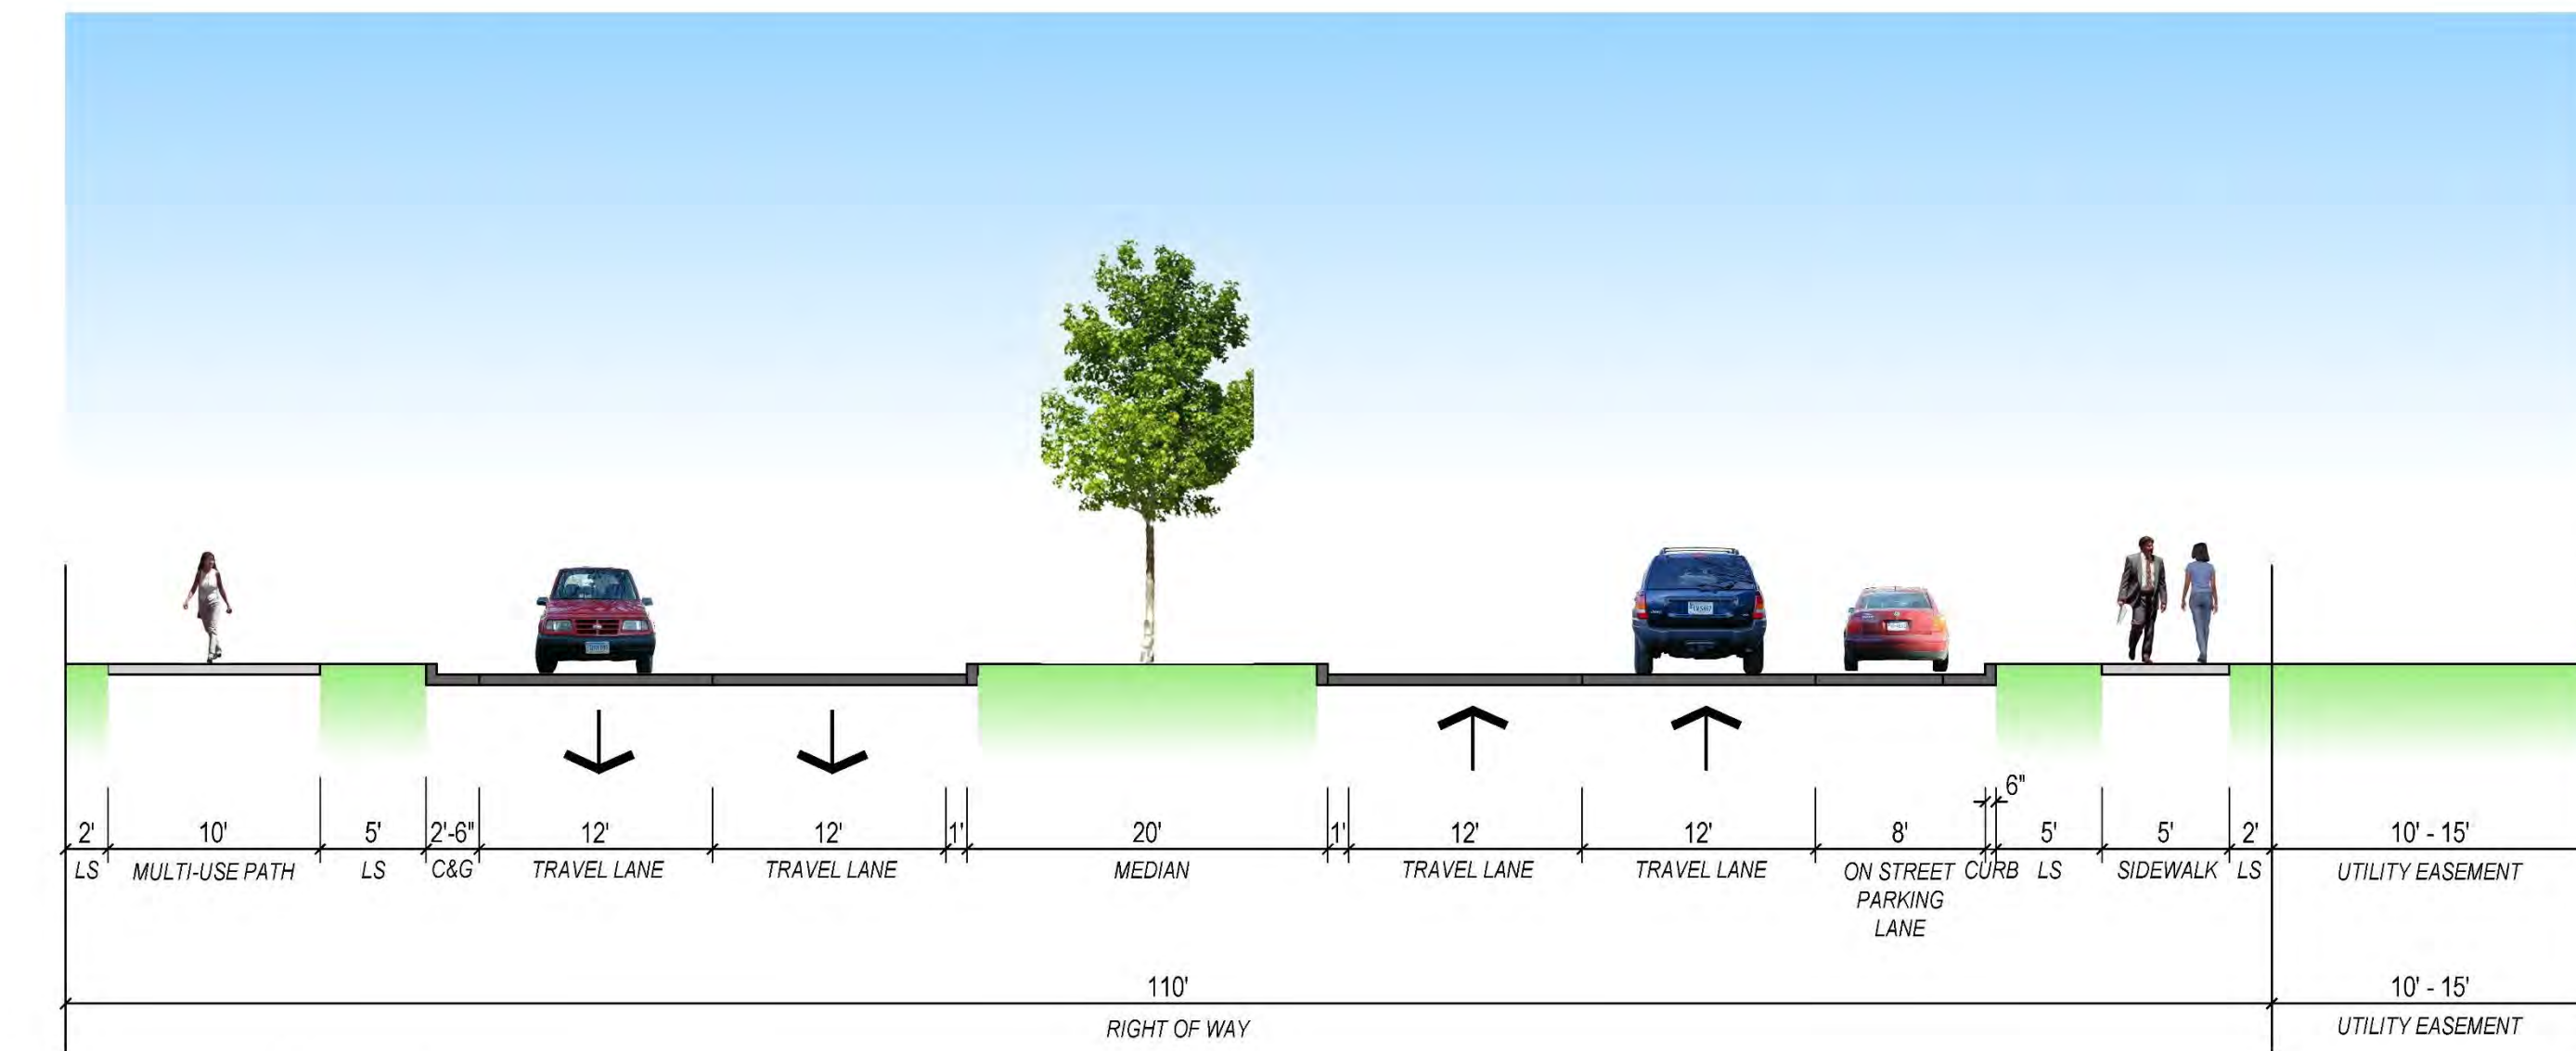 6"
2' 10' 5' 2'-6" 12' 12' 1' 20' 1' 12' 12' 8' 5' 5' 2' 10' - 15'
LS MULTI-USE PATH LS C&G TRAVEL LANE TRAVEL LANE MEDIAN TRAVEL LANE TRAVEL LANE ON STREET CURB LS SIDEWALK LS UTILITY EASEMENT
PARKING
LANE
110' 10' - 15'
RIGHT OF WAY UTILITY EASEMENT